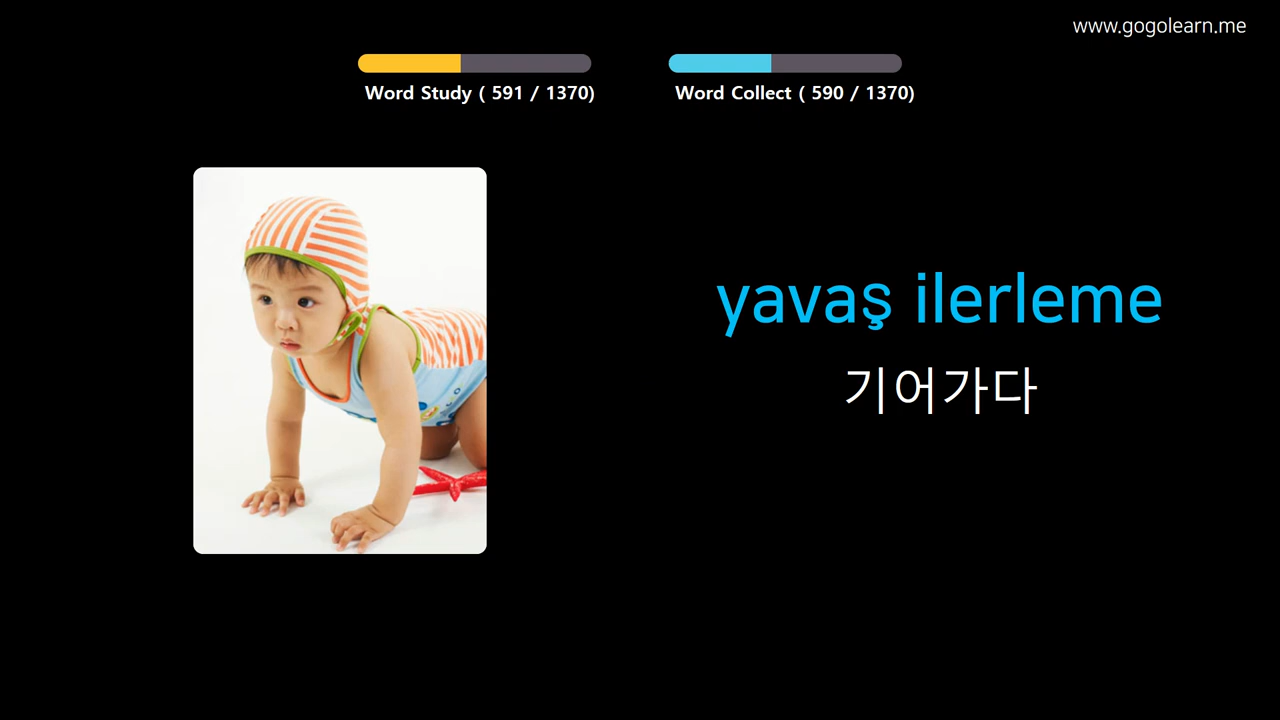 www.gogolearn.me
Word Study ( 591 / 1370)
Word Collect ( 590 / 1370)
yavaş ilerleme
기어가다